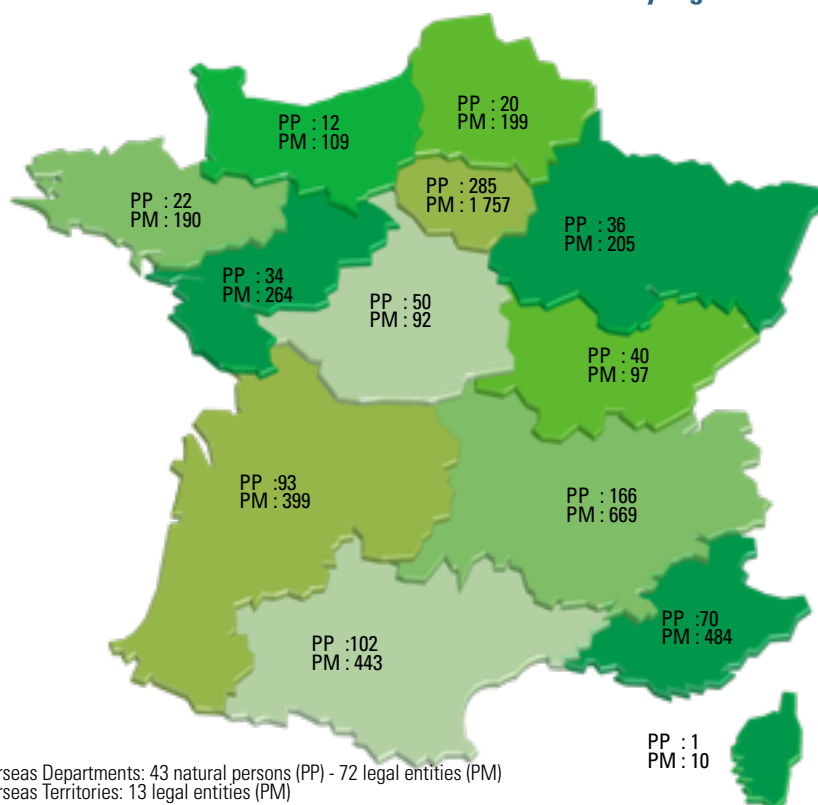 PP : 20
PM : 199
PP : 12
PM : 109
PP : 285
PM : 1 757
PP : 22
PM : 190
PP : 36
PM : 205
PP : 34
PM : 264
PP : 50
PM : 92
PP : 40
PM : 97
PP :93
PM : 399
PP : 166
PM : 669
PP :70
PM : 484
PP :102
PM : 443
PP : 1
PM : 10
Departments: 43 natural persons (PP) - 72 legal entities (PM)
Territories: 13 legal entities (PM)